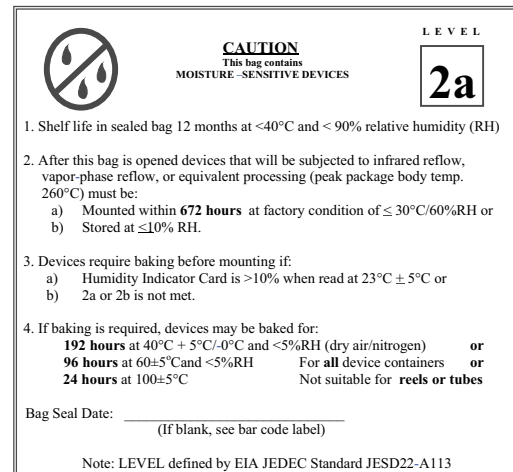 LEVEL
CAUTION
This bag contains
MOISTURE –SENSITIVE DEVICES
2a
1. Shelf life in sealed bag 12 months at <40°C and < 90% relative humidity (RH)
2. After this bag is opened devices that will be subjected to infrared reflow,
vapor-phase reflow, or equivalent processing (peak package body temp.
260°C) must be:
a) Mounted within 672 hours at factory condition of ≤ 30°C/60%RH or
b) Stored at ≤10% RH.
3. Devices require baking before mounting if:
a) Humidity Indicator Card is >10% when read at 23°C ± 5°C or
b) 2a or 2b is not met.
4. If baking is required, devices may be baked for:
192 hours at 40°C + 5°C/-0°C and <5%RH (dry air/nitrogen) or
96 hours at 60±5°Cand <5%RH For all device containers or
24 hours at 100±5°C Not suitable for reels or tubes
Bag Seal Date: ______________________________
(If blank, see bar code label)
Note: LEVEL defined by EIA JEDEC Standard JESD22-A113